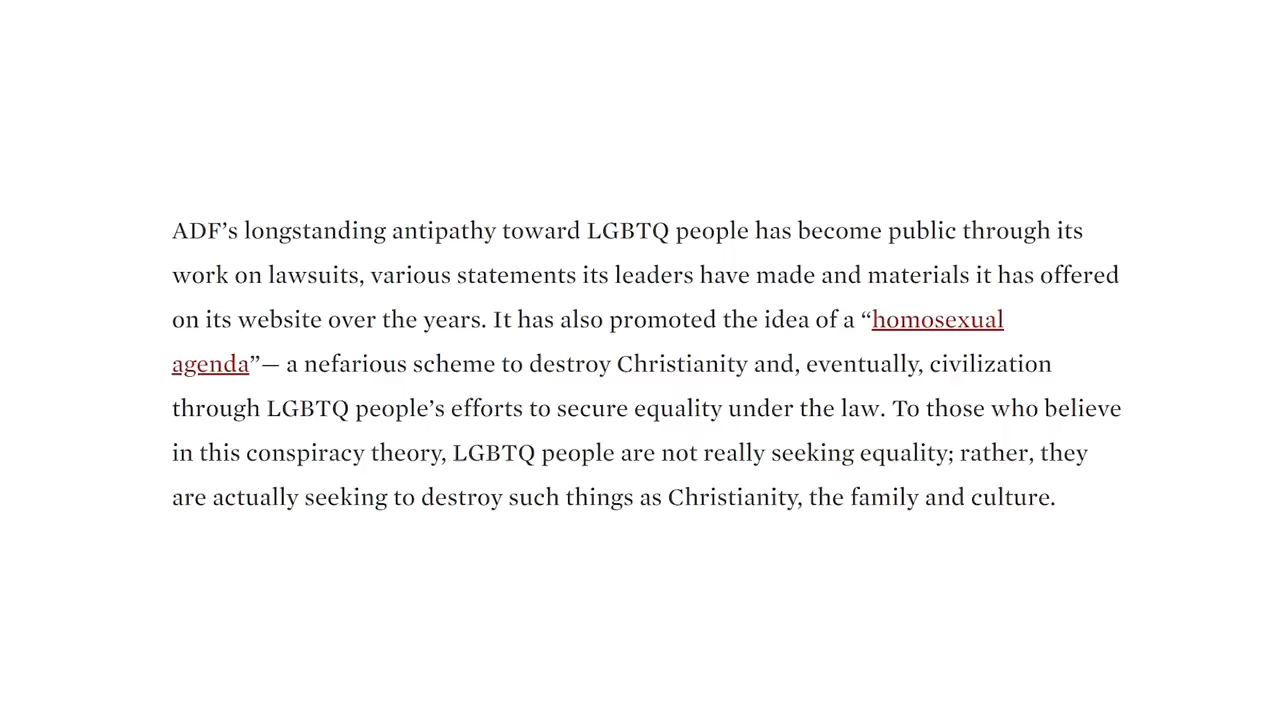 ADF’s longstanding antipathy toward LGBTQ people has become public through its
work on lawsuits, various statements its leaders have made and materials it has offered
on its website over the years. It has also promoted the idea of a “homosexual
agenda”— a nefarious scheme to destroy Christianity and, eventually, civilization
through LGBTQ people’s efforts to secure equality under the law. To those who believe
in this conspiracy theory, LGBTQ people are not really seeking equality; rather, they
are actually seeking to destroy such things as Christianity, the family and culture.